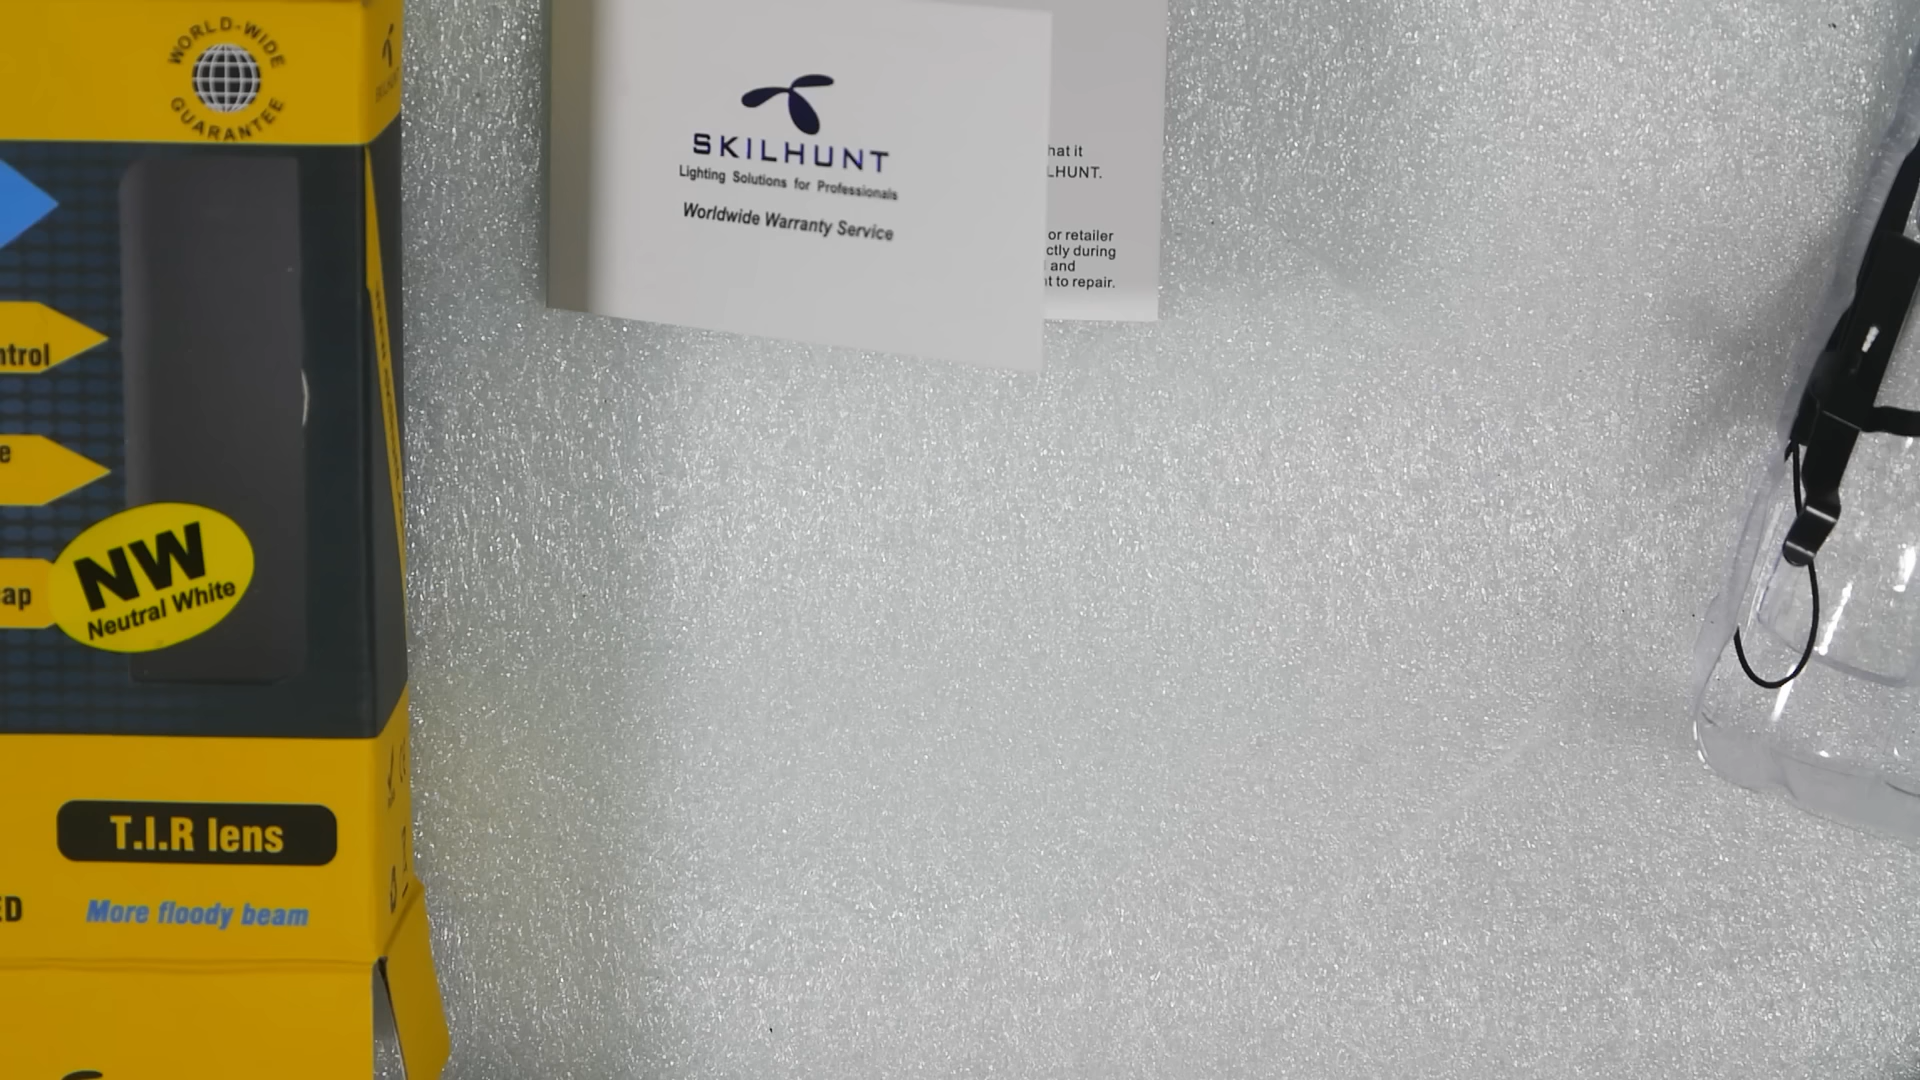 WORLD-WIDE
GUARANTEE
ntrol
e
ap
NW
Neutral White
T.I.R lens
ED
More floody beam
SKILHUNT
Lighting Solutions for Professionals
Worldwide Warranty Service
hat it
LHUNT.
or retailer
ctly during
and
t to repair.